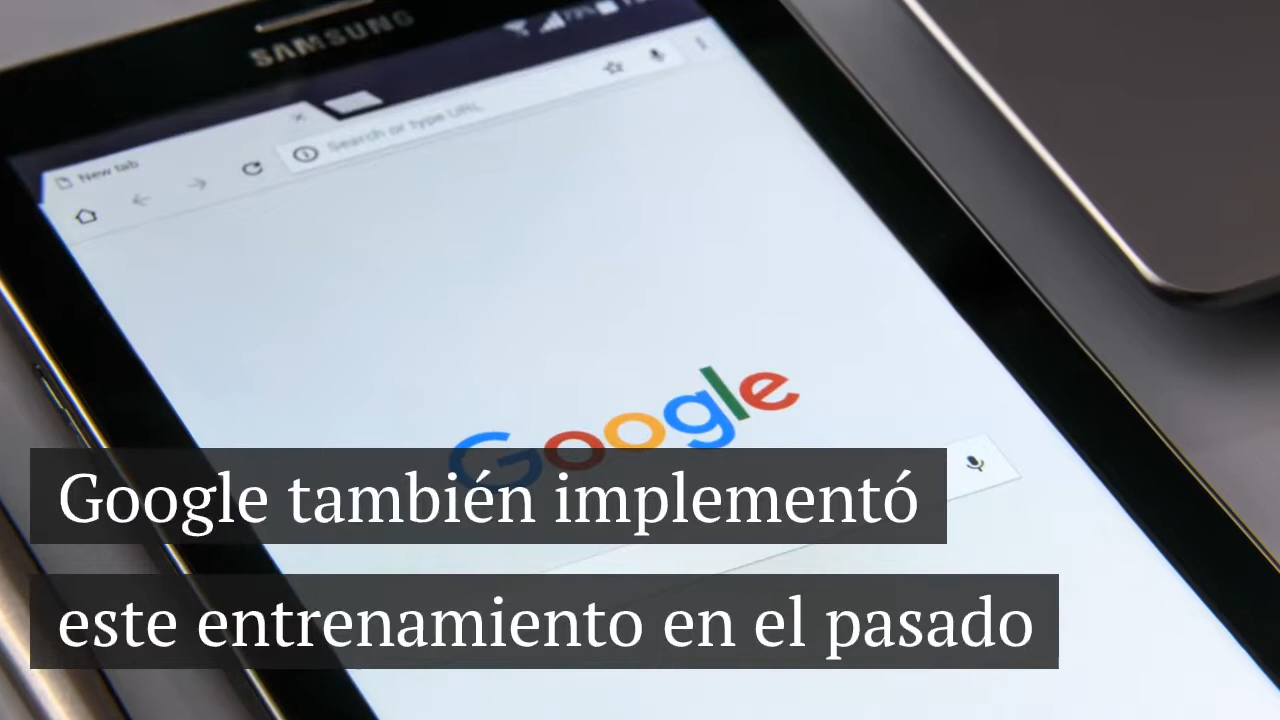 SAMSUNG
New tab
Search or type URL
Google
Google también implementó
este entrenamiento en el pasado